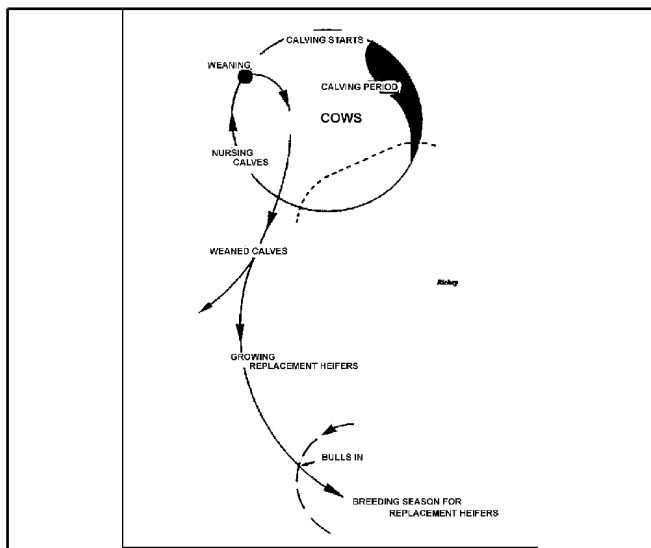 CALVING STARTS
WEANING
CALVING PERIOD
COWS
NURSING
CALVES
WEANED CALVES
Richey
GROWING
REPLACEMENT HEIFERS
BULLS IN
BREEDING SEASON FOR
REPLACEMENT HEIFERS